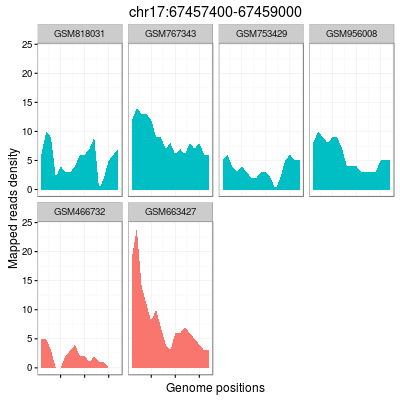 chr17:67457400-67459000
GSM818031 GSM767343 GSM753429 GSM956008
25
20
15
10
5
0
Mapped reads density
GSM466732 GSM663427
25
20
15
10
5
0
Genome positions